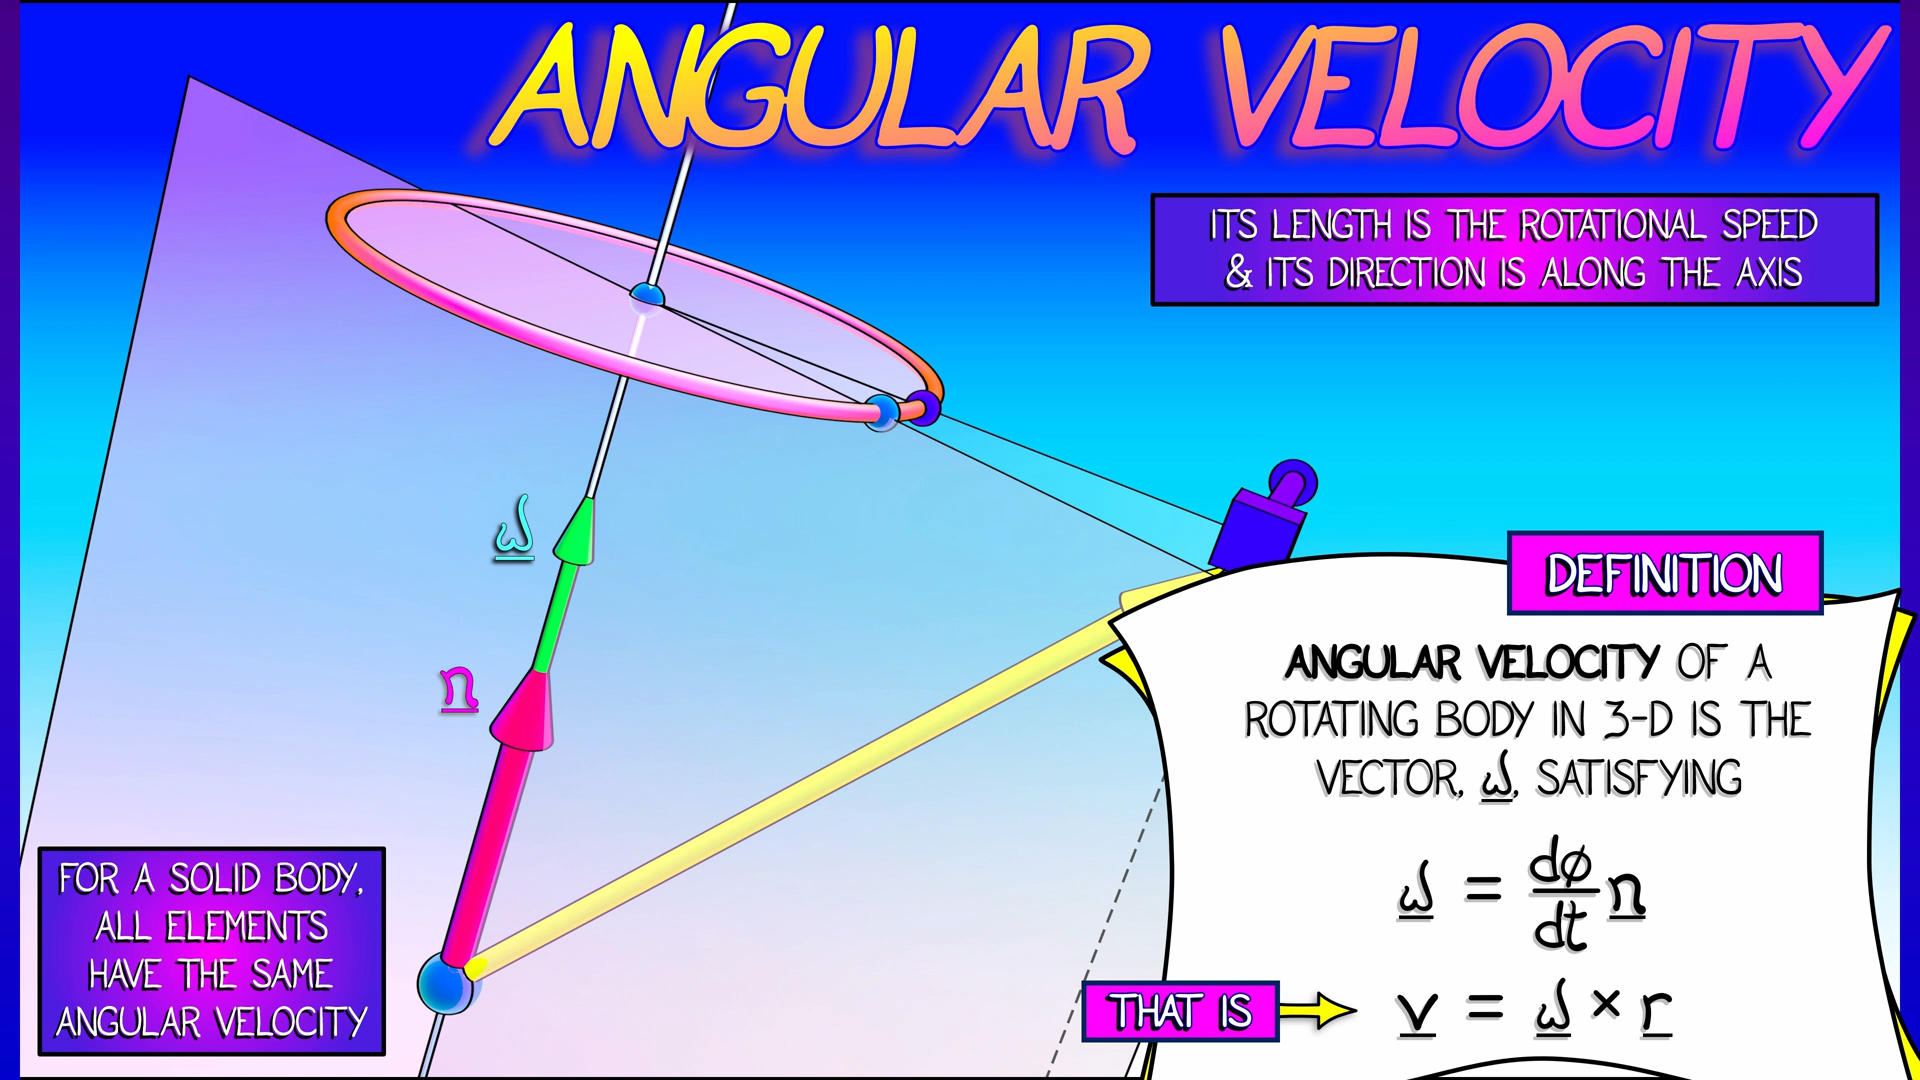 ANGULAR VELOCITY
ITS LENGTH IS THE ROTATIONAL SPEED
& ITS DIRECTION IS ALONG THE AXIS
ω
n
DEFINITION
ANGULAR VELOCITY OF A
ROTATING BODY IN 3-D IS THE
VECTOR, ω, SATISFYING
ω = dφ/dt n
THAT IS
v = ω × r
FOR A SOLID BODY,
ALL ELEMENTS
HAVE THE SAME
ANGULAR VELOCITY